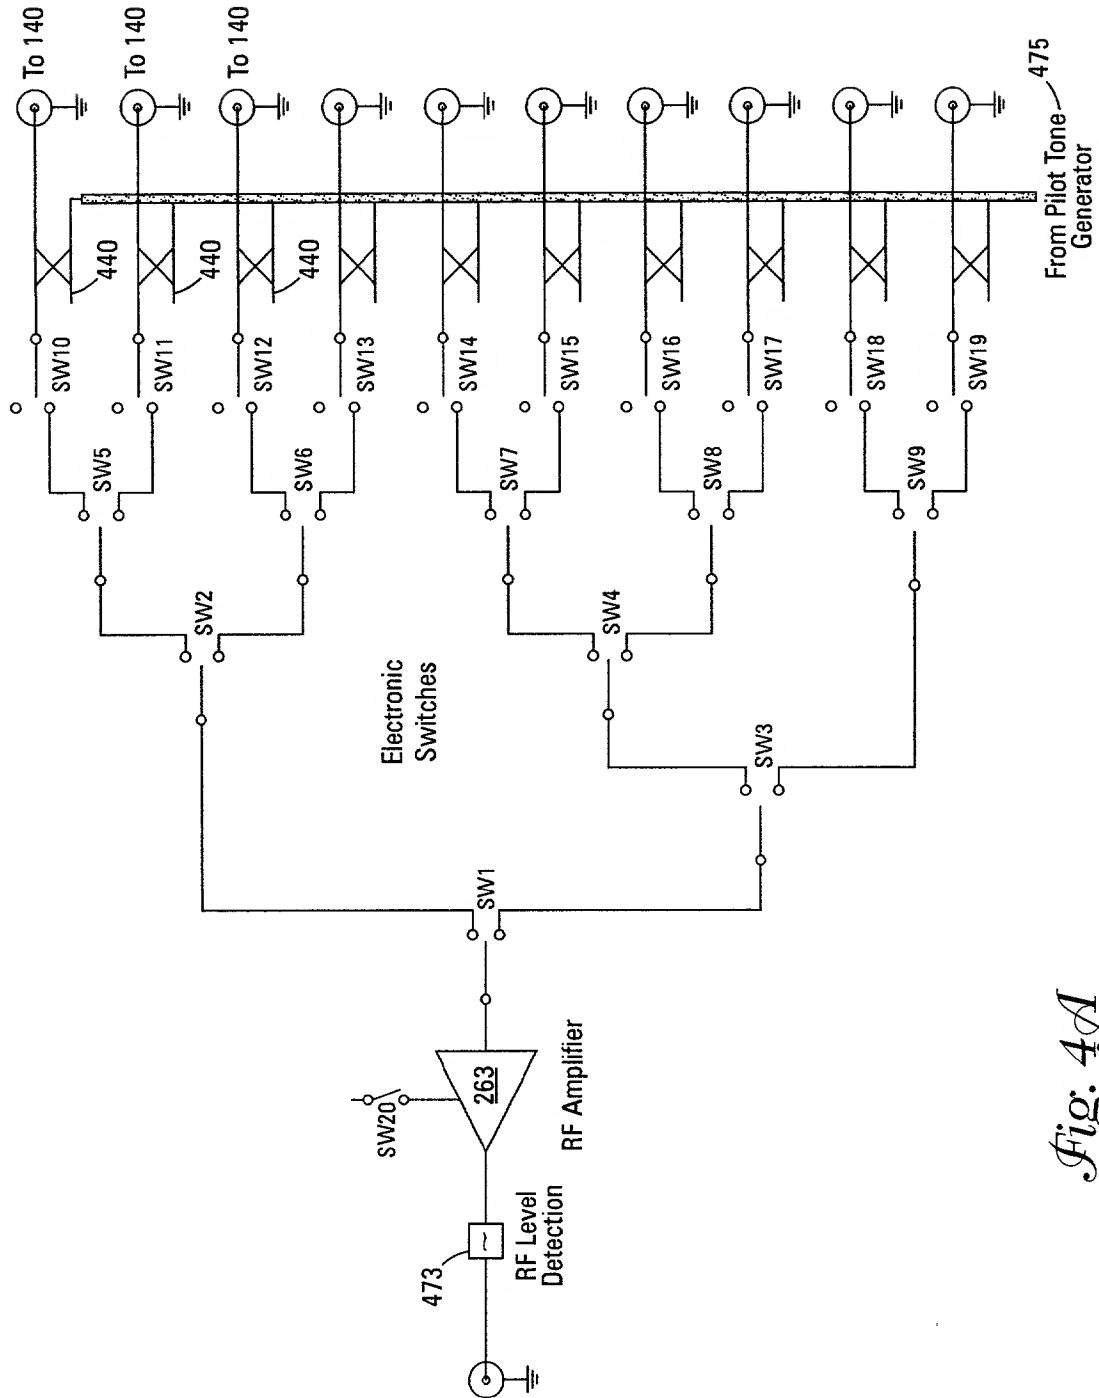 To 140
To 140
To 140
475
From Pilot Tone
Generator
440
440
440
SW10
SW11
SW12
SW13
SW14
SW15
SW16
SW17
SW18
SW19
SW5
SW6
SW7
SW8
SW9
SW2
SW4
Electronic
Switches
SW3
SW1
SW20
263
RF Amplifier
473
RF Level
Detection
Fig. 4A